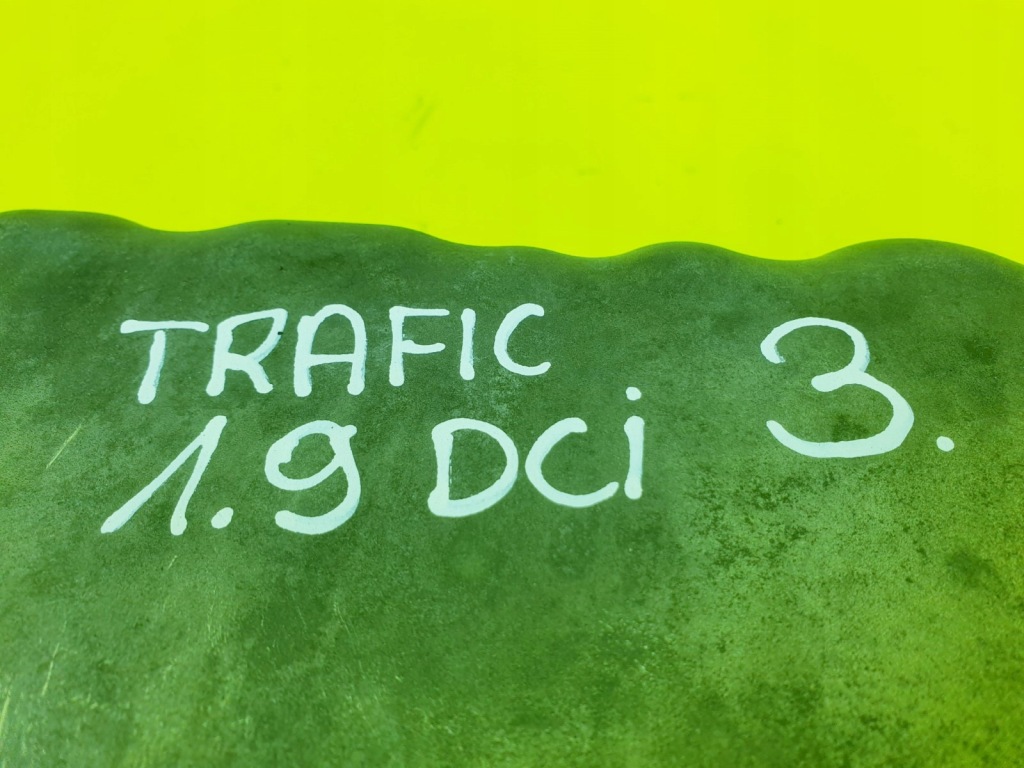 TRAFIC 3.
1.9 DCi